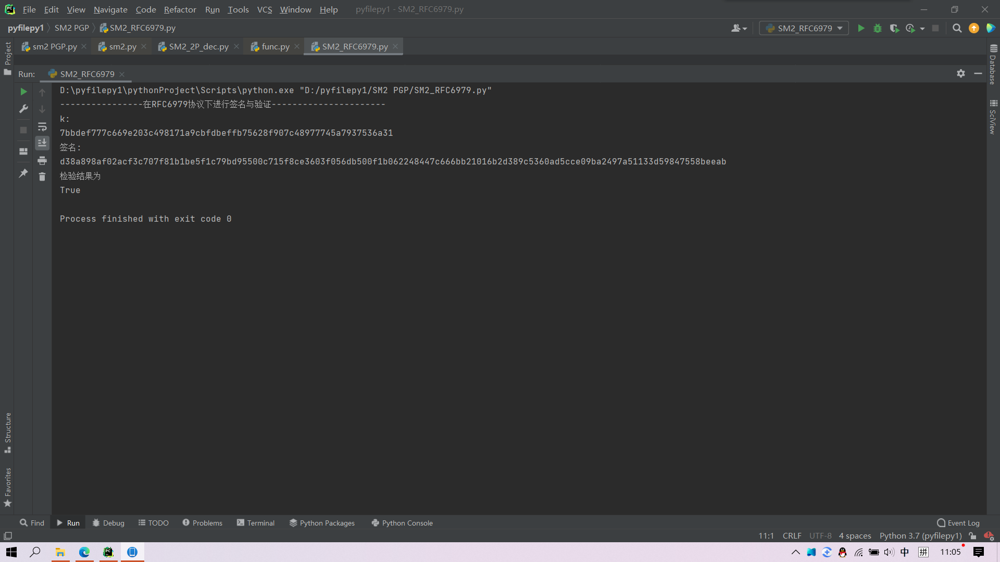 File Edit View Navigate Code Refactor Run Tools VCS Window Help pyfilepy1 - SM2_RFC6979.py
pyfilepy1 SM2 PGP SM2_RFC6979.py SM2_RFC6979
sm2 PGP.py sm2.py SM2_2P_dec.py func.py SM2_RFC6979.py
Project
Database
SciView
Run: SM2_RFC6979
D:\pyfilepy1\pythonProject\Scripts\python.exe "D:/pyfilepy1/SM2 PGP/SM2_RFC6979.py"
----------------在RFC6979协议下进行签名与验证----------------------
k:
7bbdef777c669e203c498171a9cbfdbeffb75628f907c48977745a7937536a31
签名:
d38a898af02acf3c707f81b1be5f1c79bd95500c715f8ce3603f056db500f1b062248447c666bb21016b2d389c5360ad5cce09ba2497a51133d59847558beeab
检验结果为
True
Process finished with exit code 0
Structure
Favorites
Find Run Debug TODO Problems Terminal Python Packages Python Console Event Log
11:1 CRLF UTF-8 4 spaces Python 3.7 (pyfilepy1)
中 拼 11:05